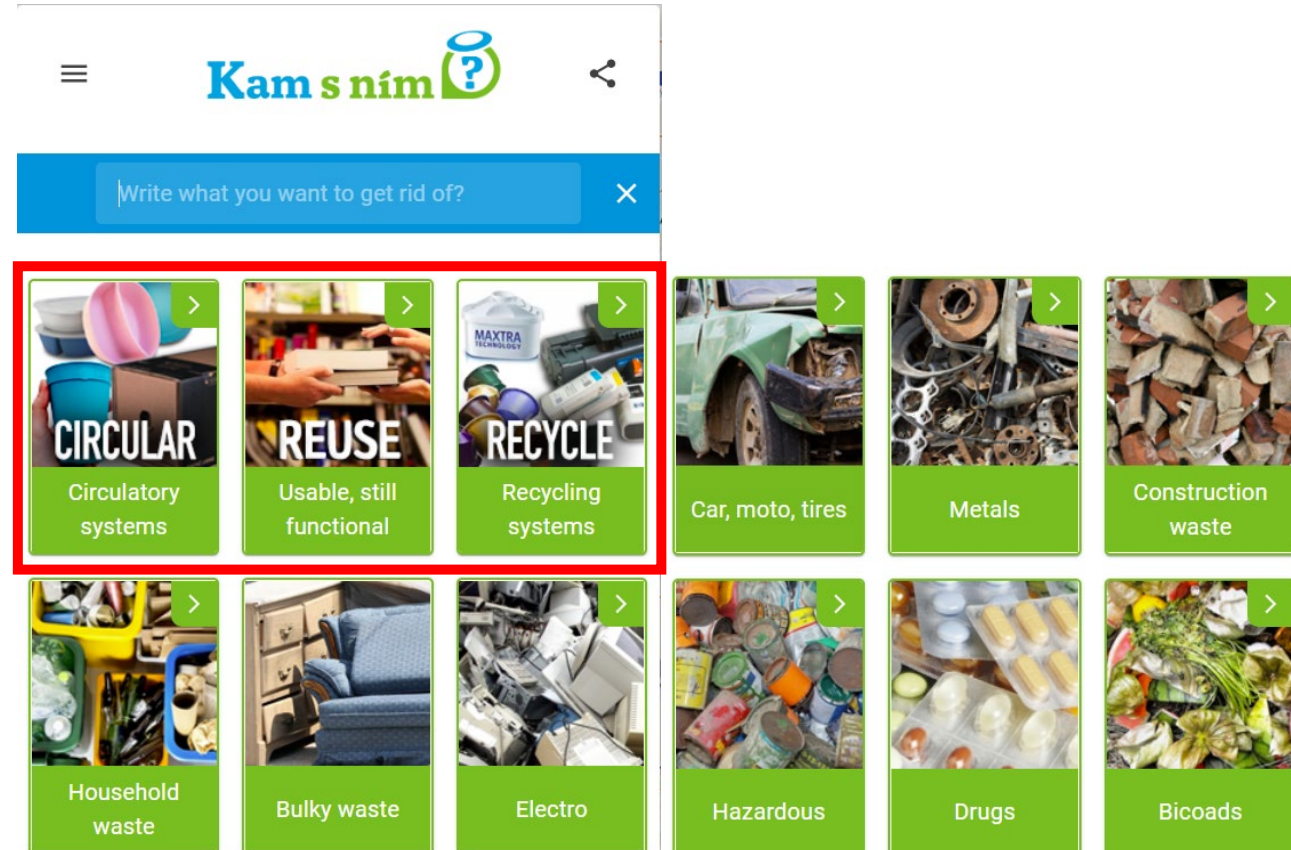 Kam s ním ?
Write what you want to get rid of?
MAXTRA
TECHNOLOGY
CIRCULAR
REUSE
RECYCLE
Circulatory
systems
Usable, still
functional
Recycling
systems
Car, moto, tires
Metals
Construction
waste
Household
waste
Bulky waste
Electro
Hazardous
Drugs
Bicoads